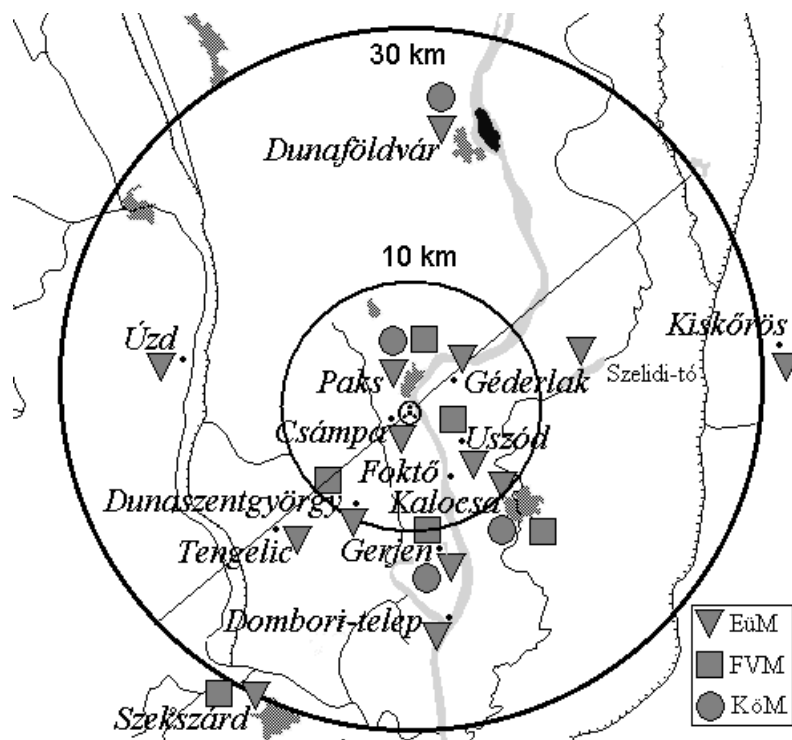 30 km
Dunaföldvár
10 km
Úzd
Kiskőrös
Paks
Géderlak
Szelidi-tó
Csámpa
Uszód
Foktő
Dunaszentgyörgy
Kalocsa
Tengelic
Gerjen
Dombori-telep
EüM
FVM
KöM
Szekszárd